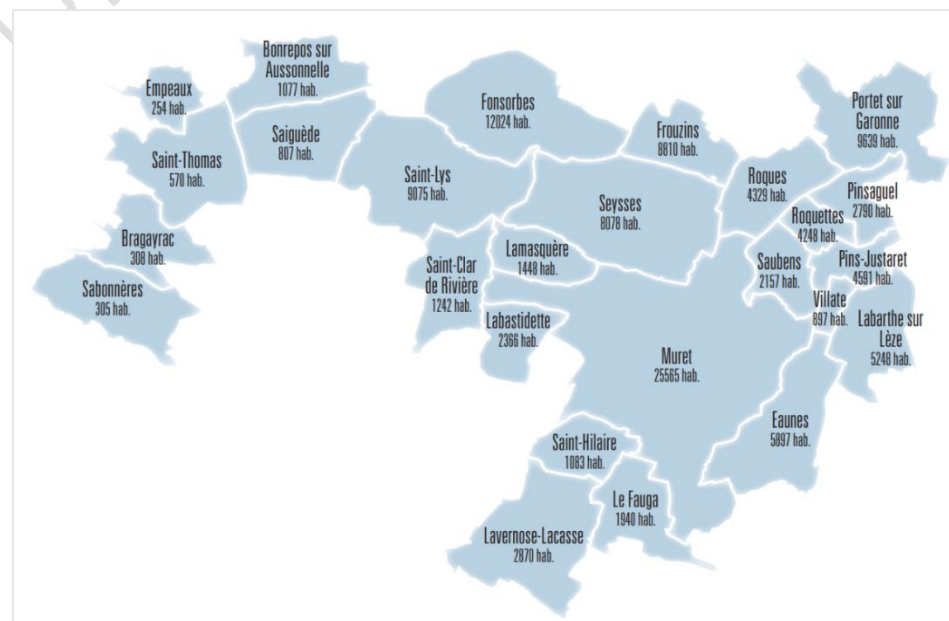 Bonrepos sur
Aussonnelle
1077 hab.
Empeaux
254 hab.
Fonsorbes
12024 hab.
Portet sur
Garonne
9639 hab.
Saiguède
807 hab.
Frouzins
8810 hab.
Saint-Thomas
570 hab.
Saint-Lys
9075 hab.
Roques
4329 hab.
Pinsaguel
2790 hab.
Seysses
8078 hab.
Roquettes
4248 hab.
Bragayrac
308 hab.
Lamasquère
1448 hab.
Saint-Clar
de Rivière
1242 hab.
Saubens
2157 hab.
Pins-Justaret
4591 hab.
Sabonnères
305 hab.
Villate
897 hab.
Labarthe sur
Lèze
5248 hab.
Labastidette
2366 hab.
Muret
25565 hab.
Eaunes
5897 hab.
Saint-Hilaire
1083 hab.
Le Fauga
1940 hab.
Lavernose-Lacasse
2870 hab.